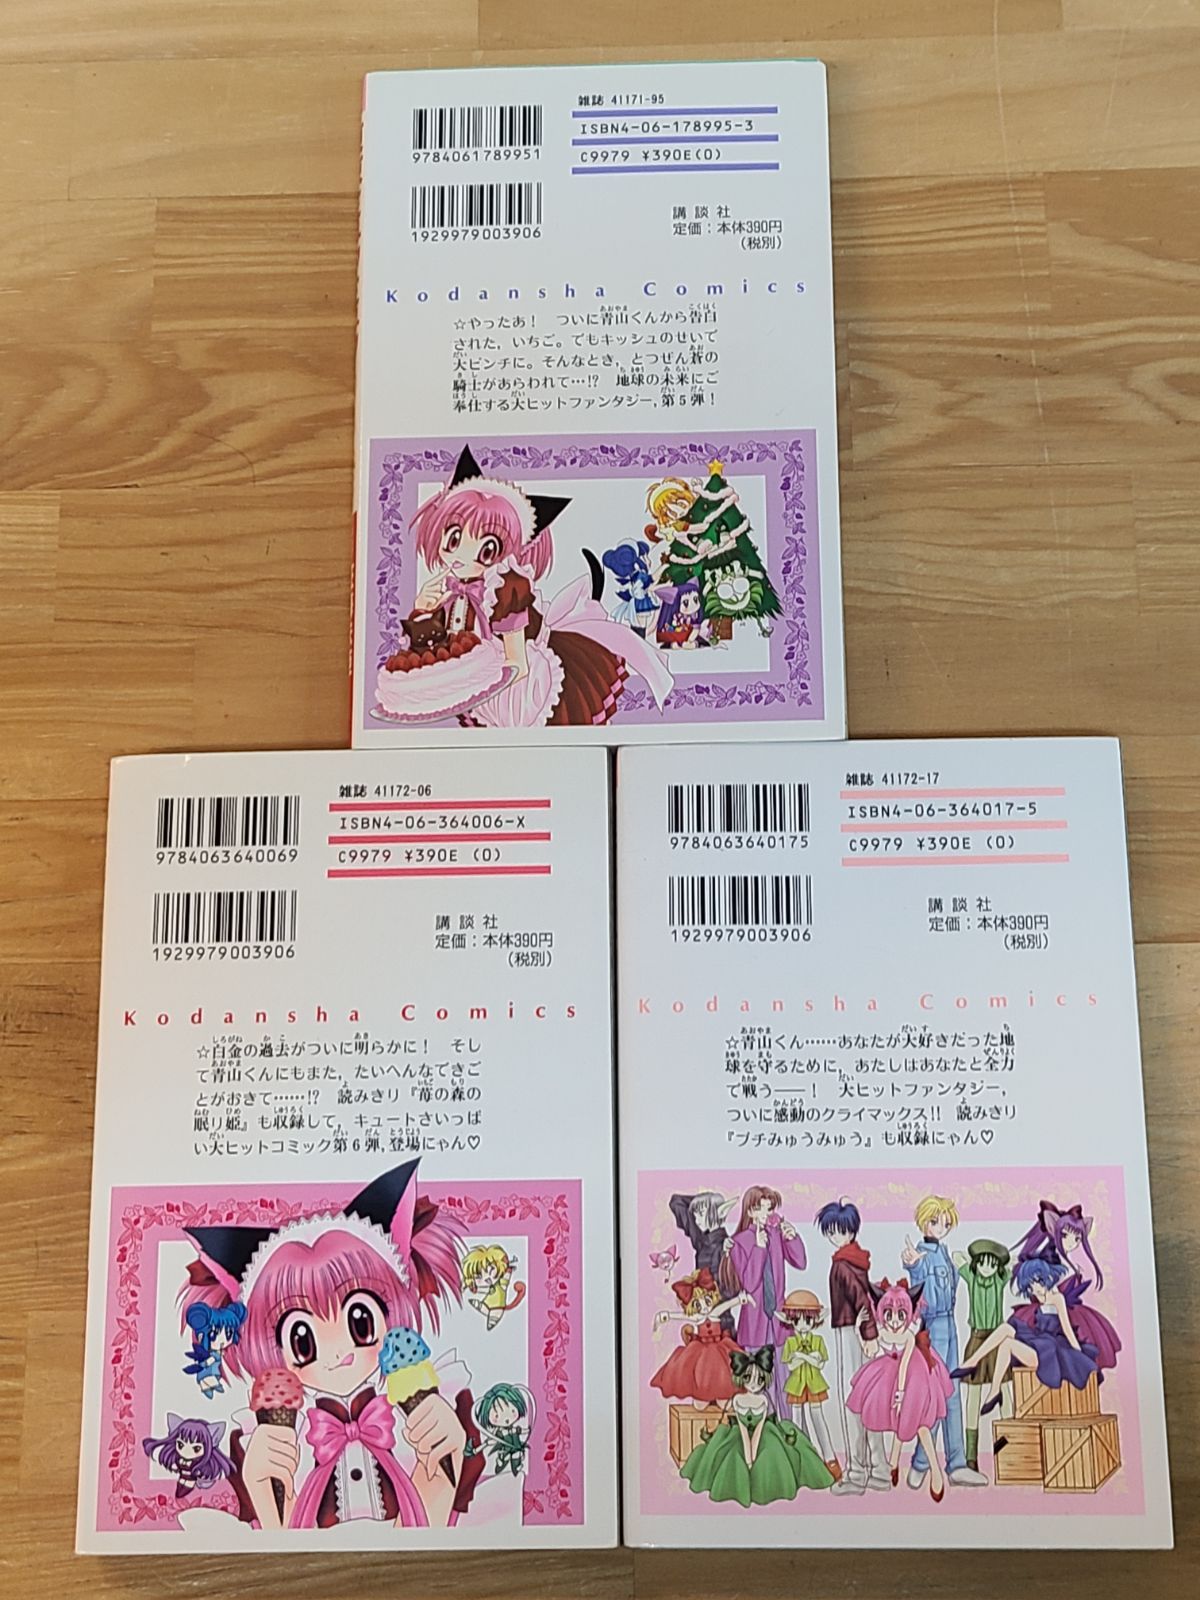 雑誌 41171-95
ISBN4-06-178995-3
C9979 ¥390E(0)
9784061789951
1929979003906
講談社
定価：本体390円
（税別）
Kodansha Comics
☆やったあ！　ついに青山くんから告白
された，いちご。でもキッシュのせいで
大ピンチに。そんなとき，とつぜん蒼の
騎士があらわれて…!?　地球の未来にご
奉仕する大ヒットファンタジー，第5弾！
雑誌 41172-06
ISBN4-06-364006-X
C9979 ¥390E (0)
9784063640069
1929979003906
講談社
定価：本体390円
（税別）
Kodansha Comics
☆白金の過去がついに明らかに！　そし
て青山くんにもまた，たいへんなできご
とがおきて……!?　読みきり『苺の森の
眠り姫』も収録して，キュートさいっぱ
い大ヒットコミック第6弾，登場にゃん♡
雑誌 41172-17
ISBN4-06-364017-5
C9979 ¥390E (0)
9784063640175
1929979003906
講談社
定価：本体390円
（税別）
Kodansha Comics
☆青山くん……あなたが大好きだった地
球を守るために，あたしはあなたと全力
で戦う――！　大ヒットファンタジー，
ついに感動のクライマックス!!　読みきり
『プチみゅうみゅう』も収録にゃん♡